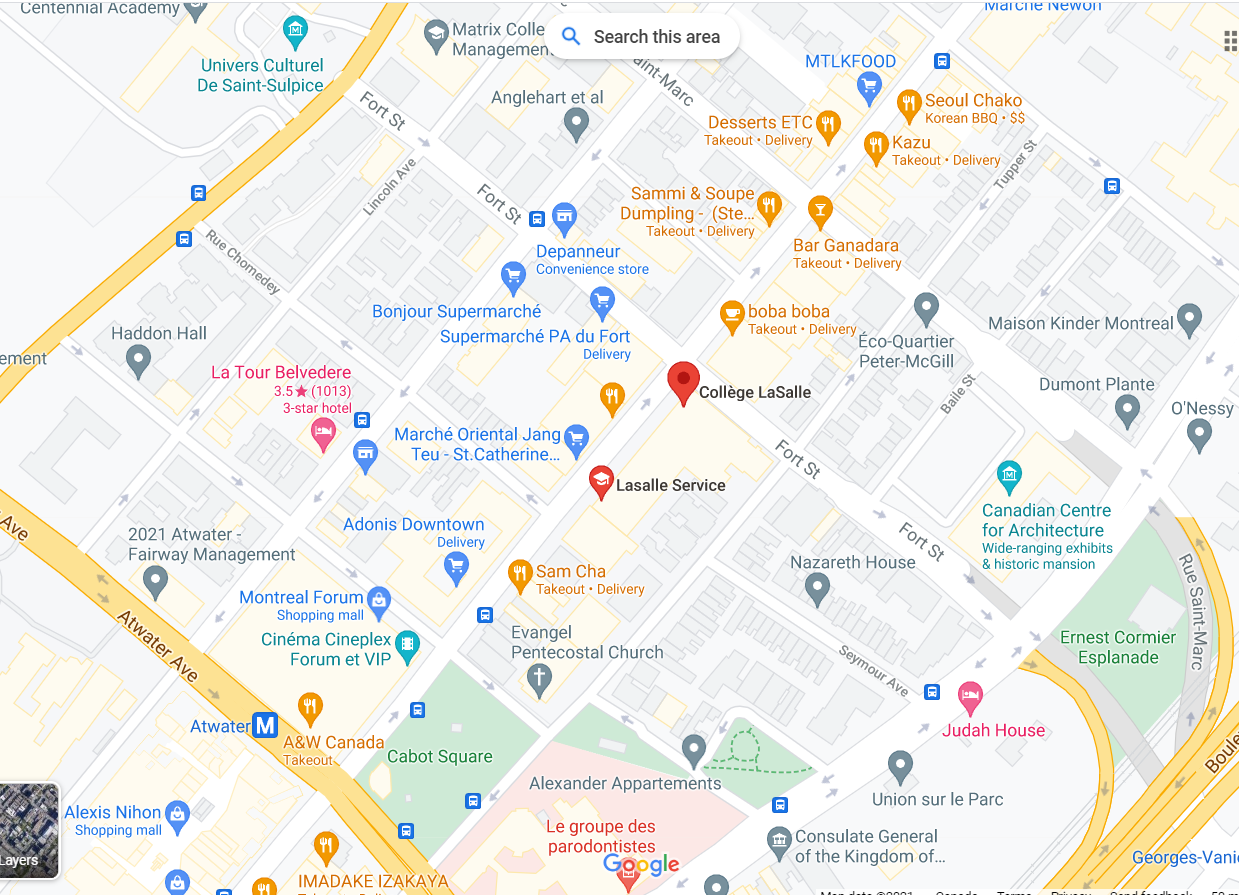 Centennial Academy
Matrix Colle
Management
Search this area
Marché Newon
Univers Culturel
De Saint-Sulpice
MTLKFOOD
Fort St
Anglehart et al
aint-Marc
Seoul Chako
Korean BBQ • $$
Desserts ETC
Takeout • Delivery
Kazu
Takeout • Delivery
Tupper St
Lincoln Ave
Fort St
Sammi & Soupe
Dumpling - (Ste...
Takeout • Delivery
Rue Chomedey
Depanneur
Convenience store
Bar Ganadara
Takeout • Delivery
Bonjour Supermarché
boba boba
Takeout • Delivery
Supermarché PA du Fort
Delivery
Haddon Hall
ement
Éco-Quartier
Peter-McGill
Maison Kinder Montreal
La Tour Belvedere
3.5★ (1013)
3-star hotel
Collège LaSalle
Baile St
Dumont Plante
O'Nessy
Marché Oriental Jang
Teu - St.Catherine...
Fort St
Lasalle Service
Ave
2021 Atwater -
Fairway Management
Adonis Downtown
Delivery
Canadian Centre
for Architecture
Wide-ranging exhibits
& historic mansion
Fort St
Nazareth House
Sam Cha
Takeout • Delivery
Rue Saint-Marc
Montreal Forum
Shopping mall
Atwater Ave
Cinéma Cineplex
Forum et VIP
Evangel
Pentecostal Church
Seymour Ave
Ernest Cormier
Esplanade
Atwater
M
A&W Canada
Takeout
Cabot Square
Judah House
Boule
Alexander Appartements
Union sur le Parc
Alexis Nihon
Shopping mall
Layers
Le groupe des
parodontistes
Consulate General
of the Kingdom of...
Google
Georges-Vani
IMADAKE IZAKAYA